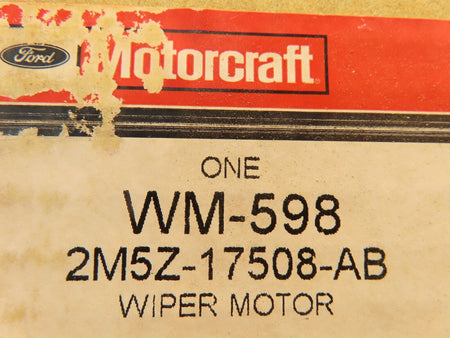 Ford Motorcraft
ONE
WM-598
2M5Z-17508-AB
WIPER MOTOR